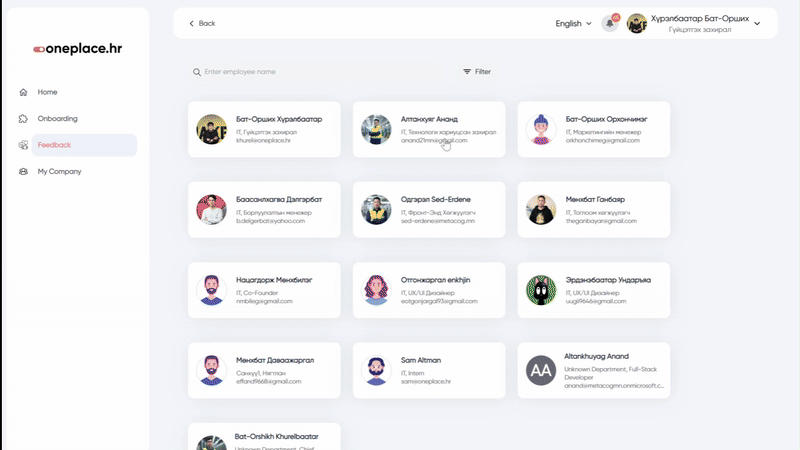 oneplace.hr
Home
Onboarding
Feedback
My Company
Back
English
Хүрэлбаатар Бат-Орших
Гүйцэтгэх захирал
Enter employee name
Filter
Бат-Орших Хүрэлбаатар
IT, Гүйцэтгэх захирал
khurel@oneplace.hr
Алтанхуяг Ананд
IT, Технологи хариуцсан захирал
anand21mn@gmail.com
Бат-Орших Орхончимэг
IT, Маркетингийн менежер
orkhonchimeg@gmail.com
Баасанлхагва Дэлгэрбат
IT, Борлуулалтын менежер
b.delgerbat@yahoo.com
Одгэрэл Sed-Erdene
IT, Фронт-Энд Хөгжүүлэгч
sed-erdene@metacog.mn
Мөнхбат Ганбаяр
IT, Тоглоом хөгжүүлэгч
theganbayar@gmail.com
Нацагдорж Мөнхбилэг
IT, Co-Founder
nmbileg@gmail.com
Отгонжаргал enkhjin
IT, UX/UI Дизайнер
eotgonjargal93@gmail.com
Эрдэнэбаатар Ундаръяа
IT, UX/UI Дизайнер
uugii9646@gmail.com
Мөнхбат Даваажаргал
Санхүү1, Нягтлан
effand9668@gmail.com
Sam Altman
IT, Intern
sam@oneplace.hr
AA
Altankhuyag Anand
Unknown Department, Full-Stack
Developer
anand@metacogmn.onmicrosoft.c...
Bat-Orshikh Khurelbaatar
Unknown Department, Chief